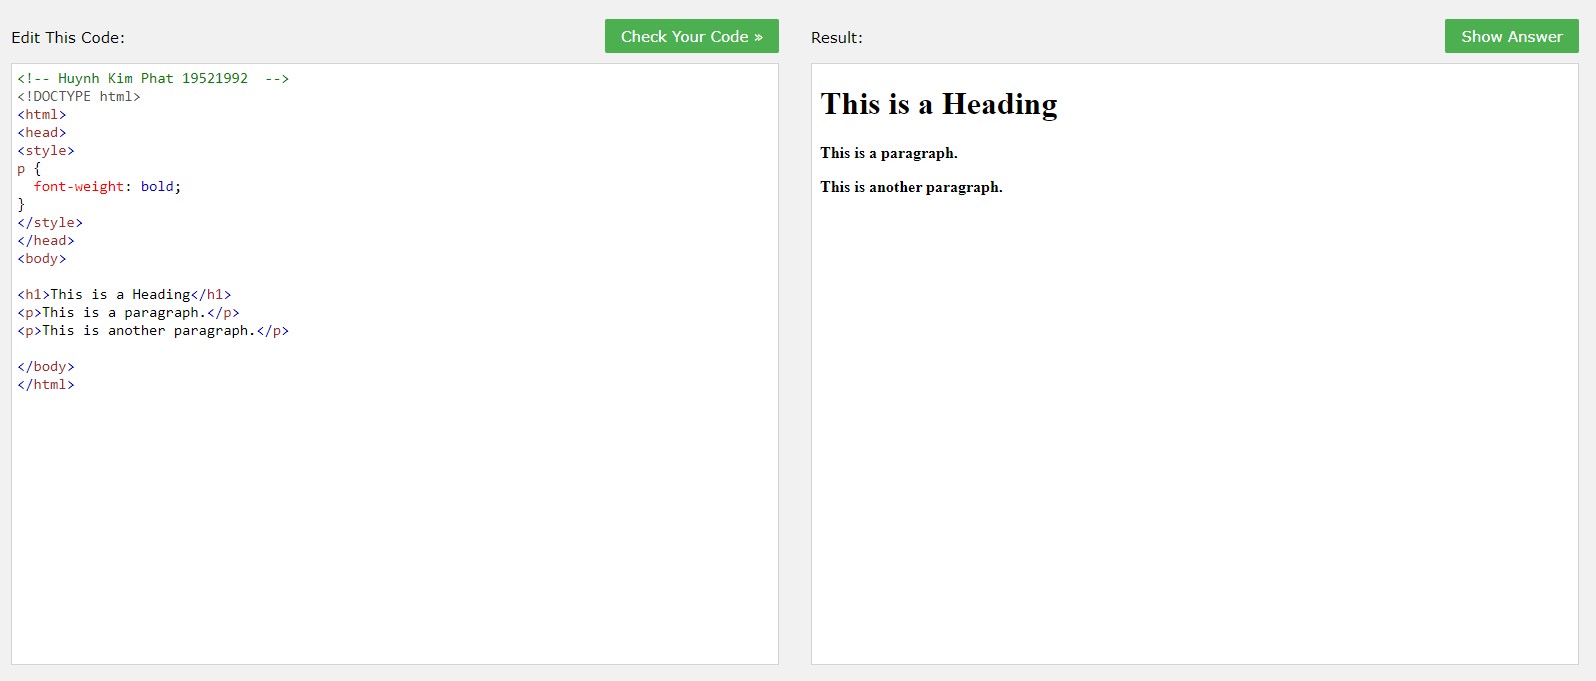 Edit This Code:
Check Your Code »
<!-- Huynh Kim Phat 19521992  -->
<!DOCTYPE html>
<html>
<head>
<style>
p {
  font-weight: bold;
}
</style>
</head>
<body>

<h1>This is a Heading</h1>
<p>This is a paragraph.</p>
<p>This is another paragraph.</p>

</body>
</html>
Result:
Show Answer
This is a Heading
This is a paragraph.
This is another paragraph.